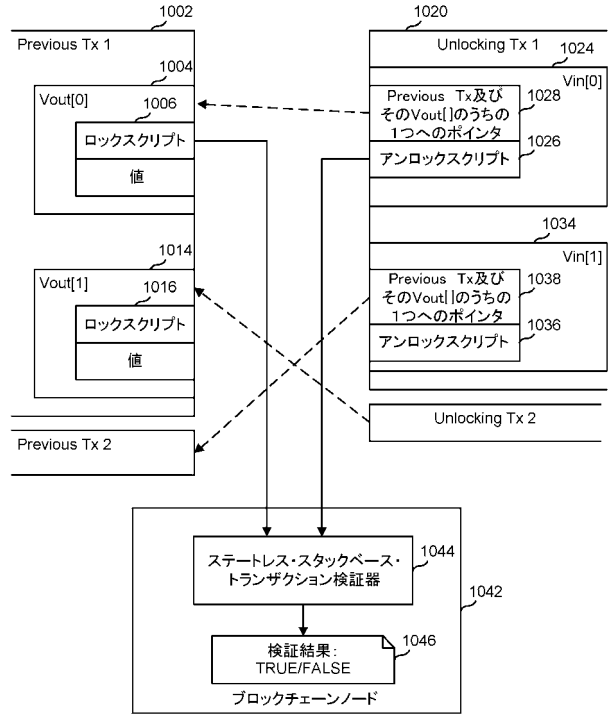 1002
Previous Tx 1
1004
Vout[0]
1006
ロックスクリプト
値
1014
Vout[1]
1016
ロックスクリプト
値
Previous Tx 2
1020
Unlocking Tx 1
1024
Vin[0]
Previous Tx及び
そのVout[]のうちの
1つへのポインタ
1028
アンロックスクリプト
1026
1034
Vin[1]
Previous Tx及び
そのVout[]のうちの
1つへのポインタ
1038
アンロックスクリプト
1036
Unlocking Tx 2
ステートレス・スタックベース・
トランザクション検証器
1044
1042
検証結果:
TRUE/FALSE
1046
ブロックチェーンノード